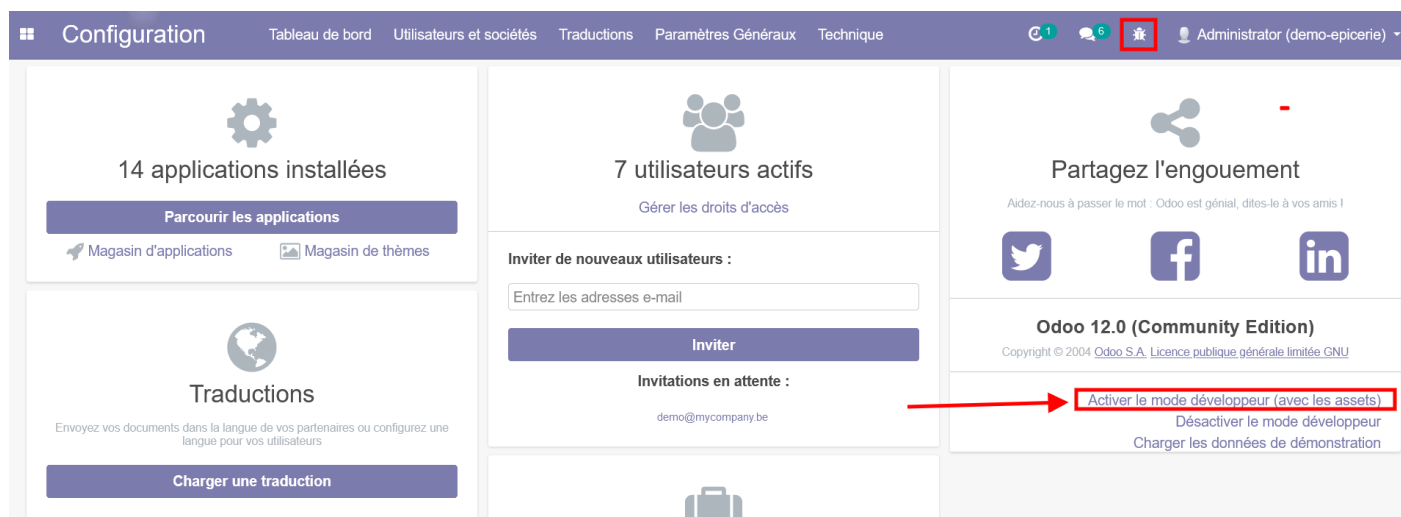 Configuration Tableau de bord Utilisateurs et sociétés Traductions Paramètres Généraux Technique 1 6 Administrator (demo-epicerie)
14 applications installées
Parcourir les applications
Magasin d'applications Magasin de thèmes
Traductions
Envoyez vos documents dans la langue de vos partenaires ou configurez une
langue pour vos utilisateurs
Charger une traduction
7 utilisateurs actifs
Gérer les droits d'accès
Inviter de nouveaux utilisateurs :
Entrez les adresses e-mail
Inviter
Invitations en attente :
demo@mycompany.be
Partagez l'engouement
Aidez-nous à passer le mot : Odoo est génial, dites-le à vos amis !
Odoo 12.0 (Community Edition)
Copyright © 2004 Odoo S.A. Licence publique générale limitée GNU
Activer le mode développeur (avec les assets)
Désactiver le mode développeur
Charger les données de démonstration